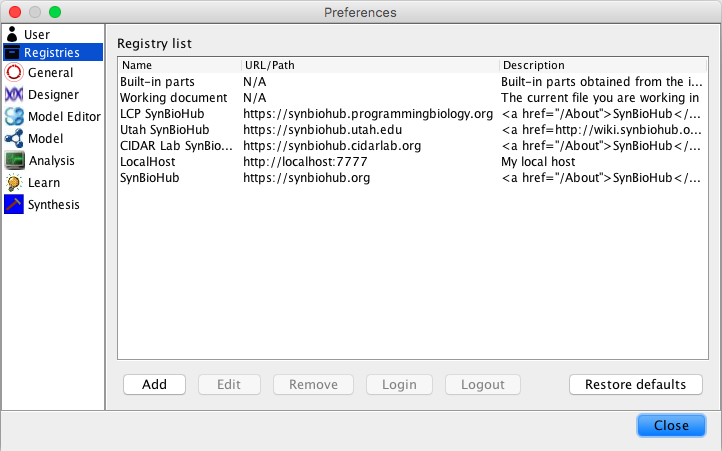 Preferences
User
Registries
General
Designer
Model Editor
Model
Analysis
Learn
Synthesis
Registry list
Name URL/Path Description
Built-in parts N/A Built-in parts obtained from the i...
Working document N/A The current file you are working in
LCP SynBioHub https://synbiohub.programmingbiology.org <a href="/About">SynBioHub</...
Utah SynBioHub https://synbiohub.utah.edu <a href=http://wiki.synbiohub.o...
CIDAR Lab SynBio... https://synbiohub.cidarlab.org <a href="/About">SynBioHub</...
LocalHost http://localhost:7777 My local host
SynBioHub https://synbiohub.org <a href="/About">SynBioHub</...
Add Edit Remove Login Logout Restore defaults
Close